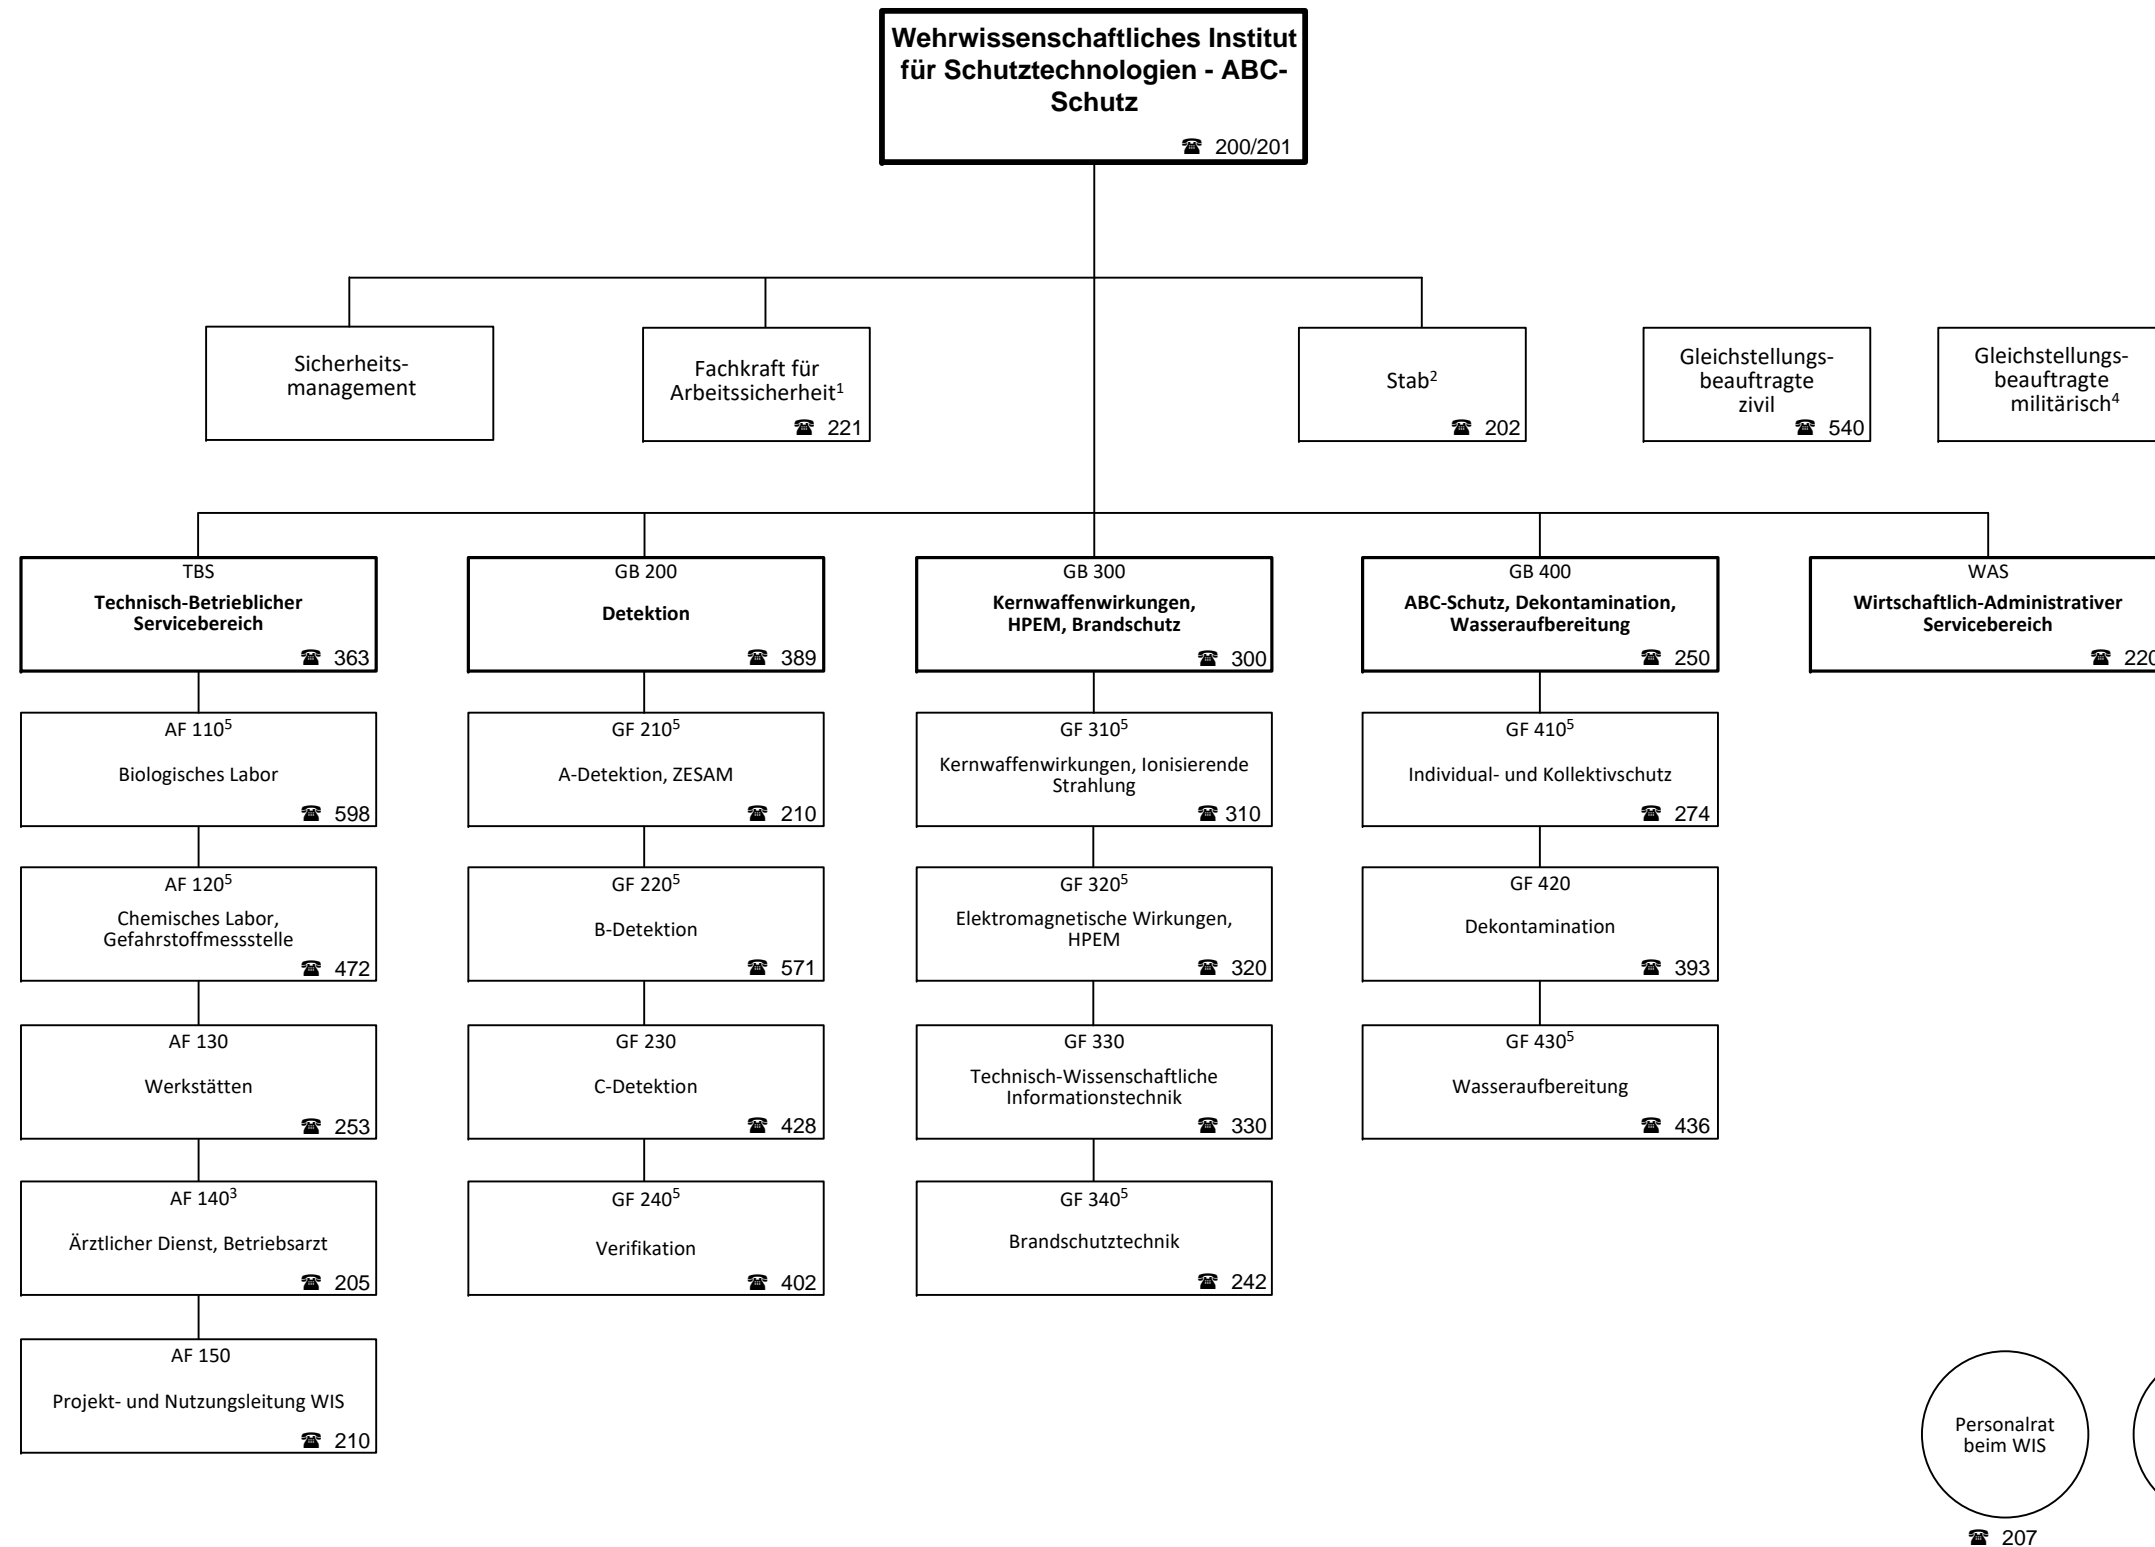 Wehrwissenschaftliches Institut
für Schutztechnologien - ABC-
Schutz
☎ 200/201
Sicherheits-
management
Fachkraft für
Arbeitssicherheit¹
☎ 221
Stab²
☎ 202
Gleichstellungs-
beauftragte
zivil
☎ 540
Gleichstellungs-
beauftragte
militärisch⁴
TBS
Technisch-Betrieblicher
Servicebereich
☎ 363
GB 200
Detektion
☎ 389
GB 300
Kernwaffenwirkungen,
HPEM, Brandschutz
☎ 300
GB 400
ABC-Schutz, Dekontamination,
Wasseraufbereitung
☎ 250
WAS
Wirtschaftlich-Administrativer
Servicebereich
☎ 220
AF 110⁵
Biologisches Labor
☎ 598
GF 210⁵
A-Detektion, ZESAM
☎ 210
GF 310⁵
Kernwaffenwirkungen, Ionisierende
Strahlung
☎ 310
GF 410⁵
Individual- und Kollektivschutz
☎ 274
AF 120⁵
Chemisches Labor,
Gefahrstoffmessstelle
☎ 472
GF 220⁵
B-Detektion
☎ 571
GF 320⁵
Elektromagnetische Wirkungen,
HPEM
☎ 320
GF 420
Dekontamination
☎ 393
AF 130
Werkstätten
☎ 253
GF 230
C-Detektion
☎ 428
GF 330
Technisch-Wissenschaftliche
Informationstechnik
☎ 330
GF 430⁵
Wasseraufbereitung
☎ 436
AF 140³
Ärztlicher Dienst, Betriebsarzt
☎ 205
GF 240⁵
Verifikation
☎ 402
GF 340⁵
Brandschutztechnik
☎ 242
AF 150
Projekt- und Nutzungsleitung WIS
☎ 210
Personalrat
beim WIS
☎ 207